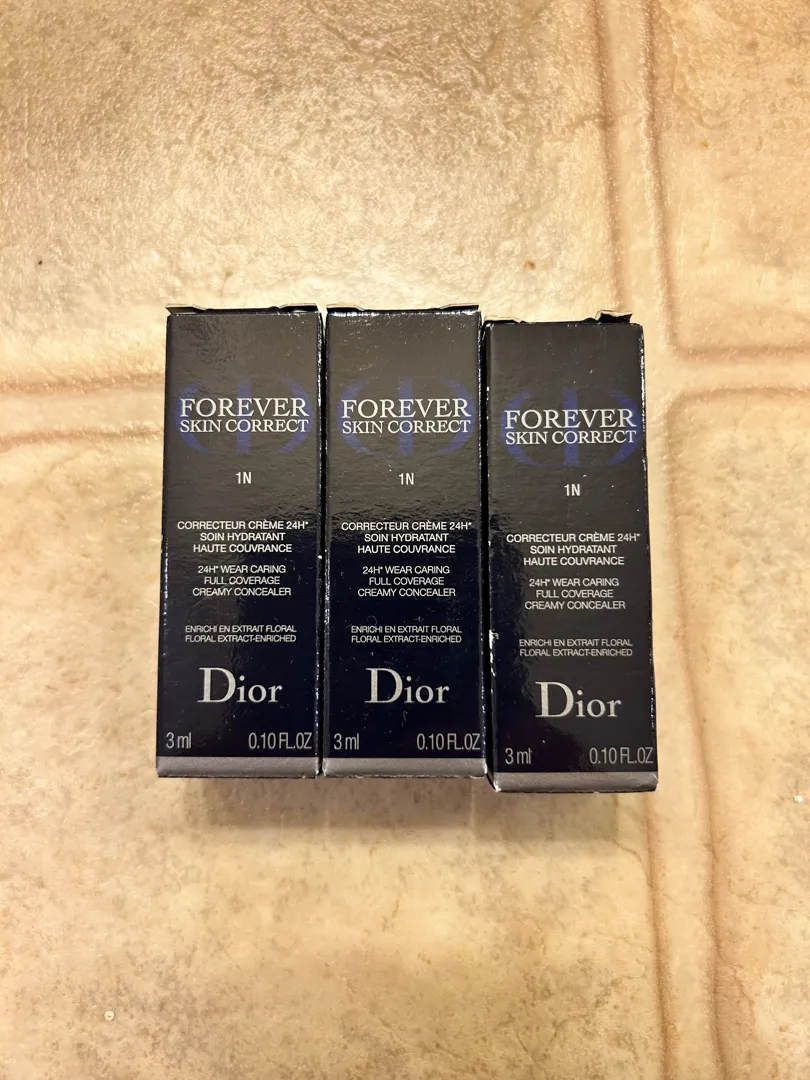 FOREVER
SKIN CORRECT
1N
CORRECTEUR CRÈME 24H*
SOIN HYDRATANT
HAUTE COUVRANCE
24H* WEAR CARING
FULL COVERAGE
CREAMY CONCEALER
ENRICHI EN EXTRAIT FLORAL
FLORAL EXTRACT-ENRICHED
Dior
3 ml 0.10 FL.OZ
FOREVER
SKIN CORRECT
1N
CORRECTEUR CRÈME 24H*
SOIN HYDRATANT
HAUTE COUVRANCE
24H* WEAR CARING
FULL COVERAGE
CREAMY CONCEALER
ENRICHI EN EXTRAIT FLORAL
FLORAL EXTRACT-ENRICHED
Dior
3 ml 0.10 FL.OZ
FOREVER
SKIN CORRECT
1N
CORRECTEUR CRÈME 24H*
SOIN HYDRATANT
HAUTE COUVRANCE
24H* WEAR CARING
FULL COVERAGE
CREAMY CONCEALER
ENRICHI EN EXTRAIT FLORAL
FLORAL EXTRACT-ENRICHED
Dior
3 ml 0.10 FL.OZ